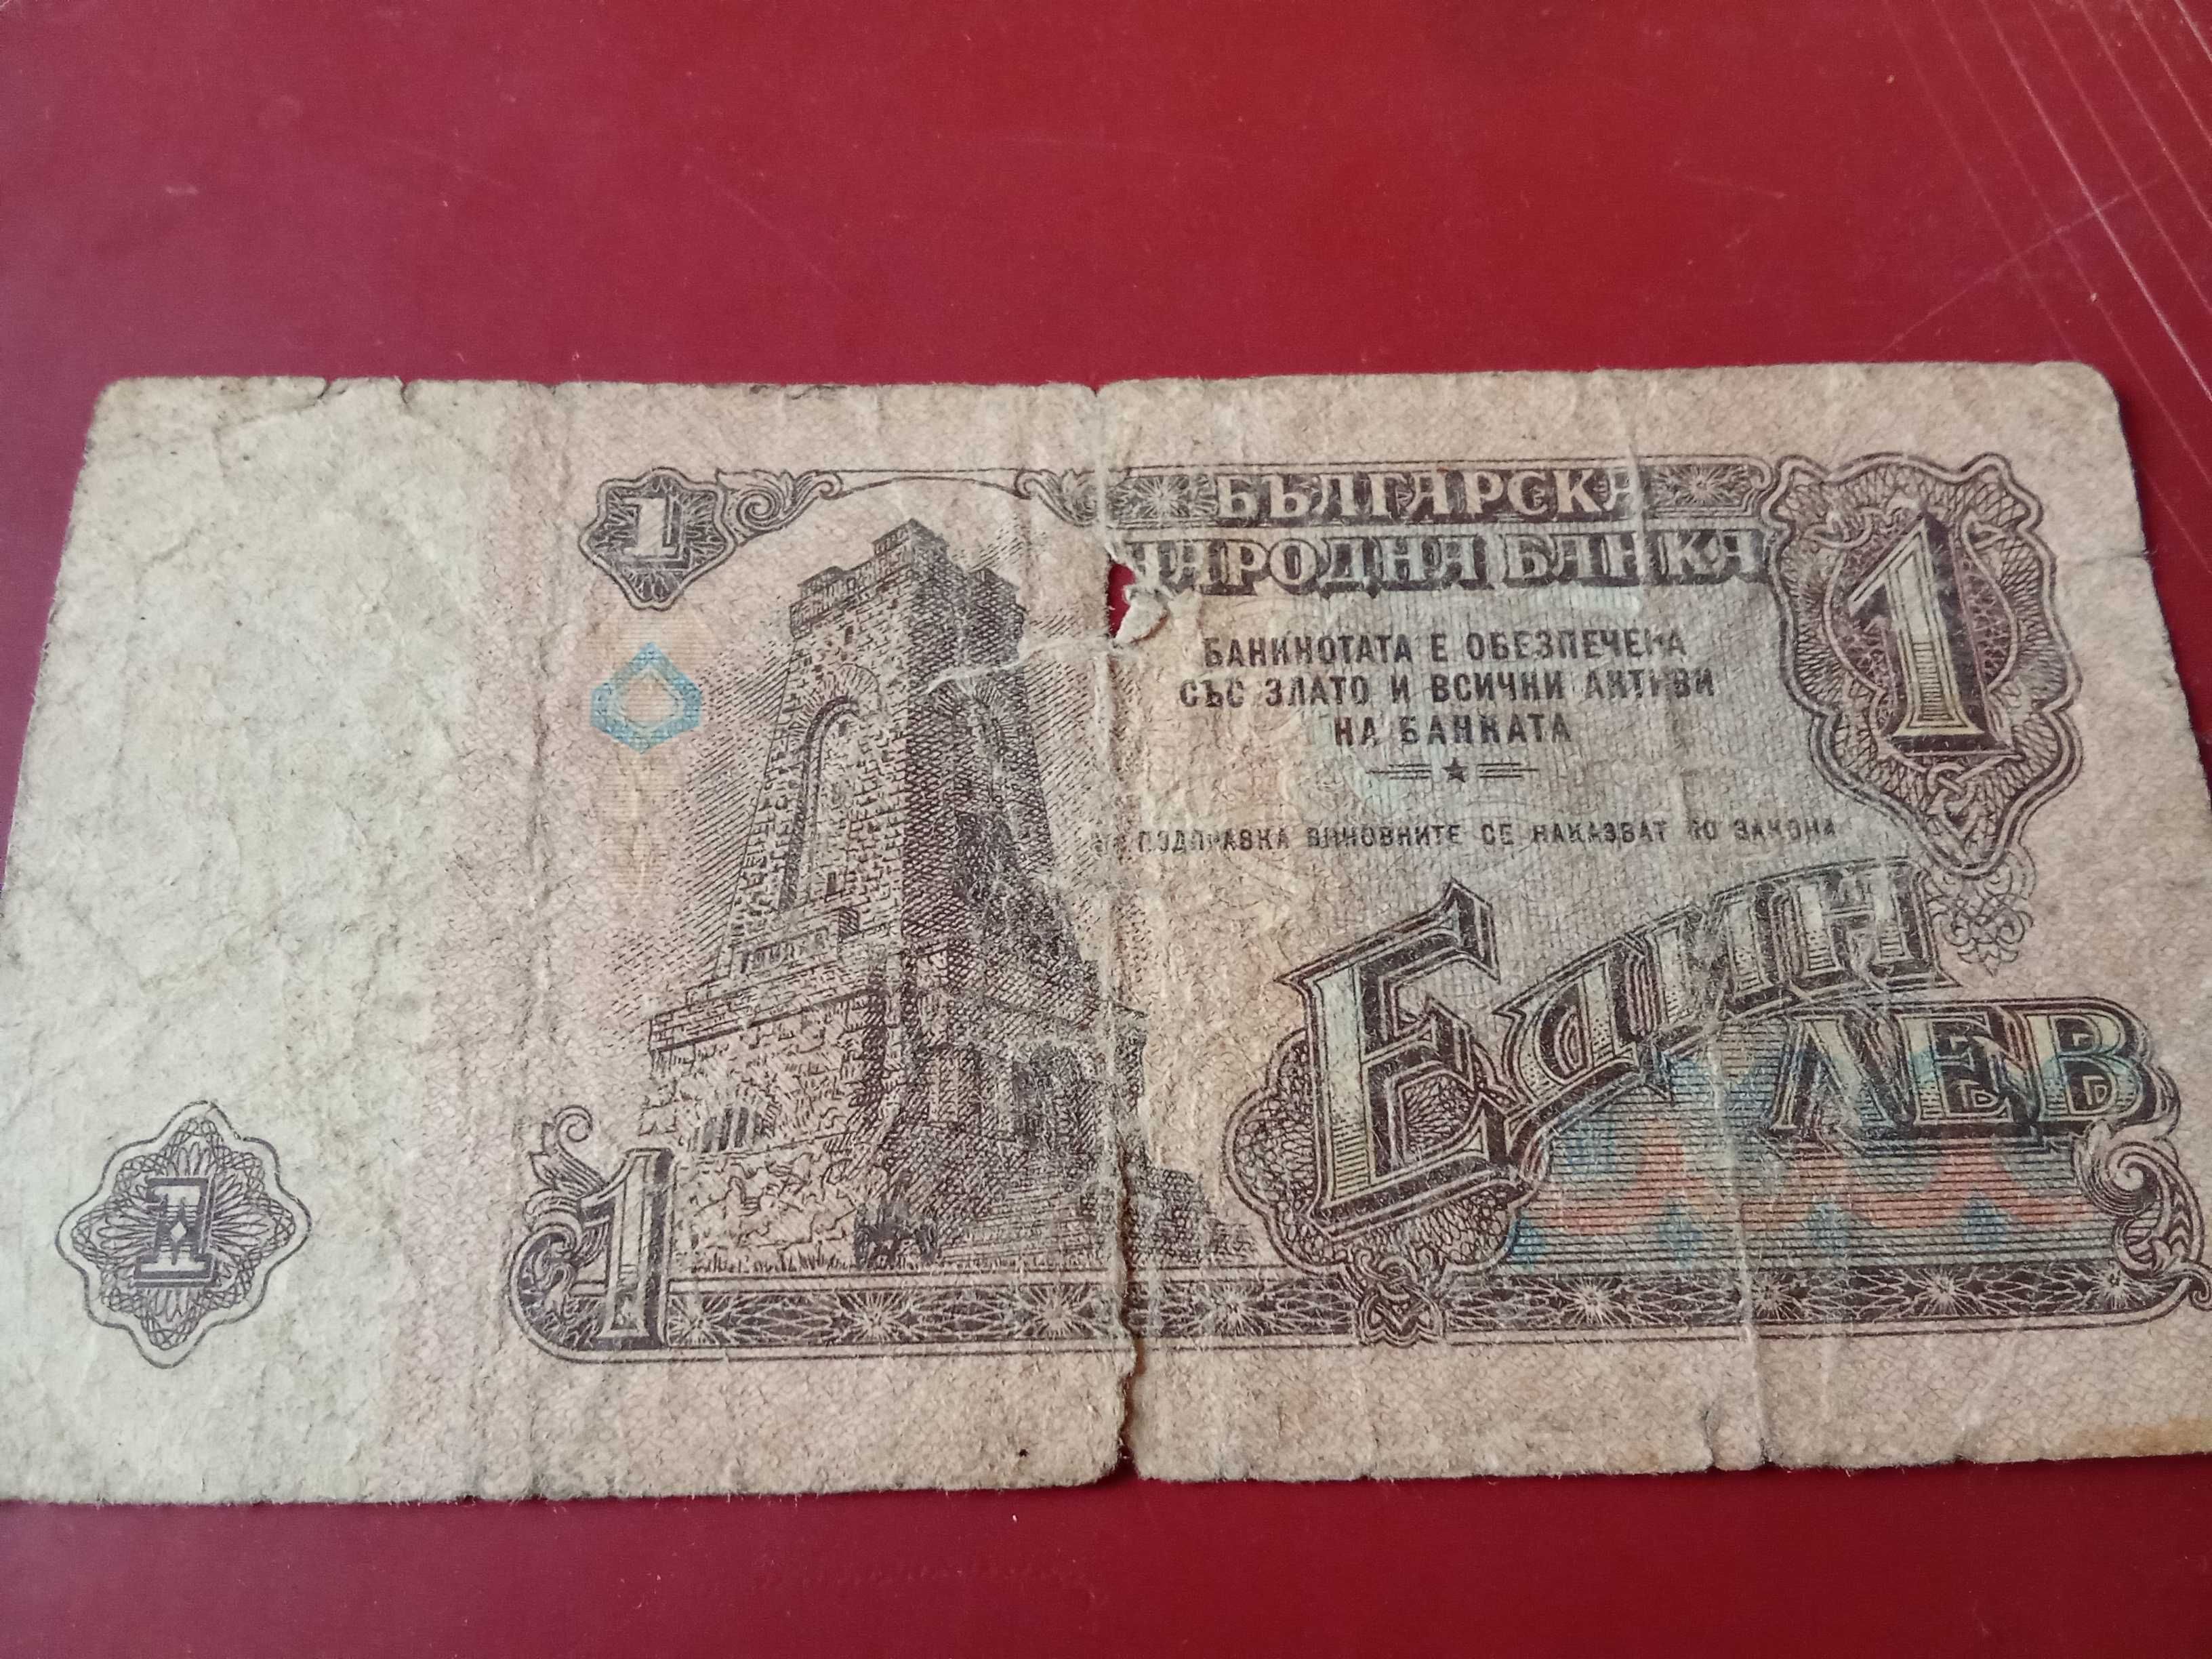 1
БЪЛГАРСКА
НАРОДНА БАНКА
1
БАНКНОТАТА Е ОБЕЗПЕЧЕНА
СЪС ЗЛАТО И ВСИЧКИ АКТИВИ
НА БАНКАТА
ПОДПРАВКА ВИНОВНИТЕ СЕ НАКАЗВАТ ПО ЗАКОНА
ЕДИН
ЛЕВ
1
1